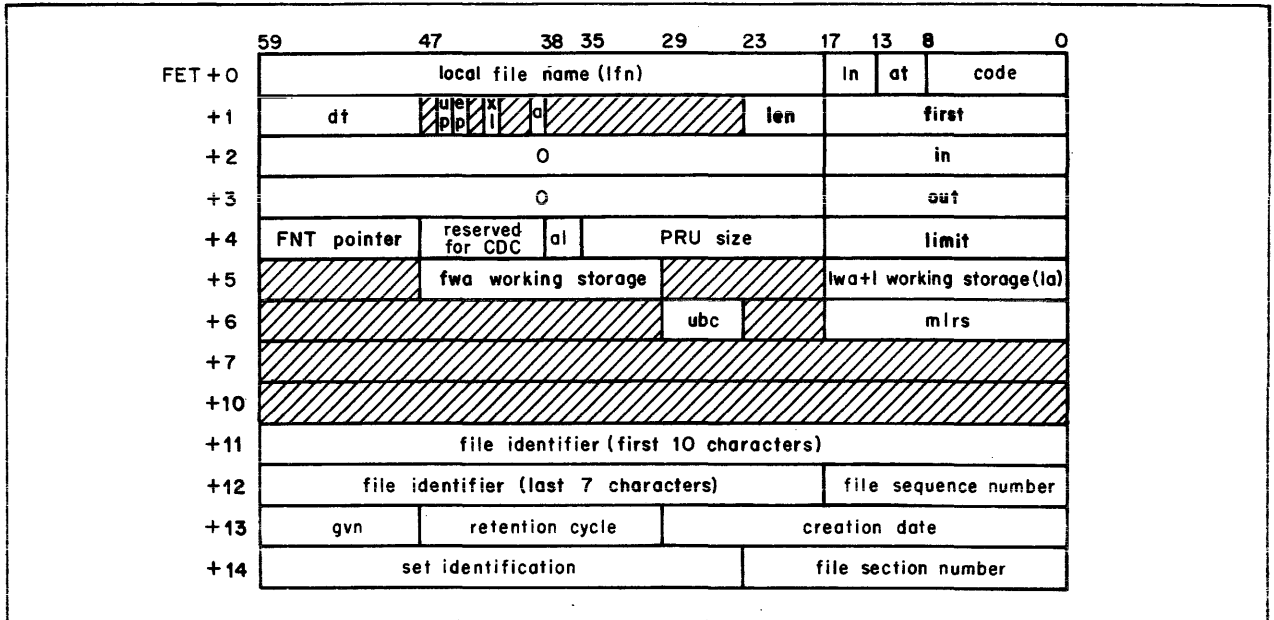 59 47 38 35 29 23 17 13 8 0
FET + 0 local file name (lfn) ln at code
+1 dt up ep xl a len first
+2 0 in
+3 0 out
+4 FNT pointer reserved for CDC al PRU size limit
+5 fwa working storage lwa+1 working storage (la)
+6 ubc mlrs
+7
+10
+11 file identifier (first 10 characters)
+12 file identifier (last 7 characters) file sequence number
+13 gvn retention cycle creation date
+14 set identification file section number